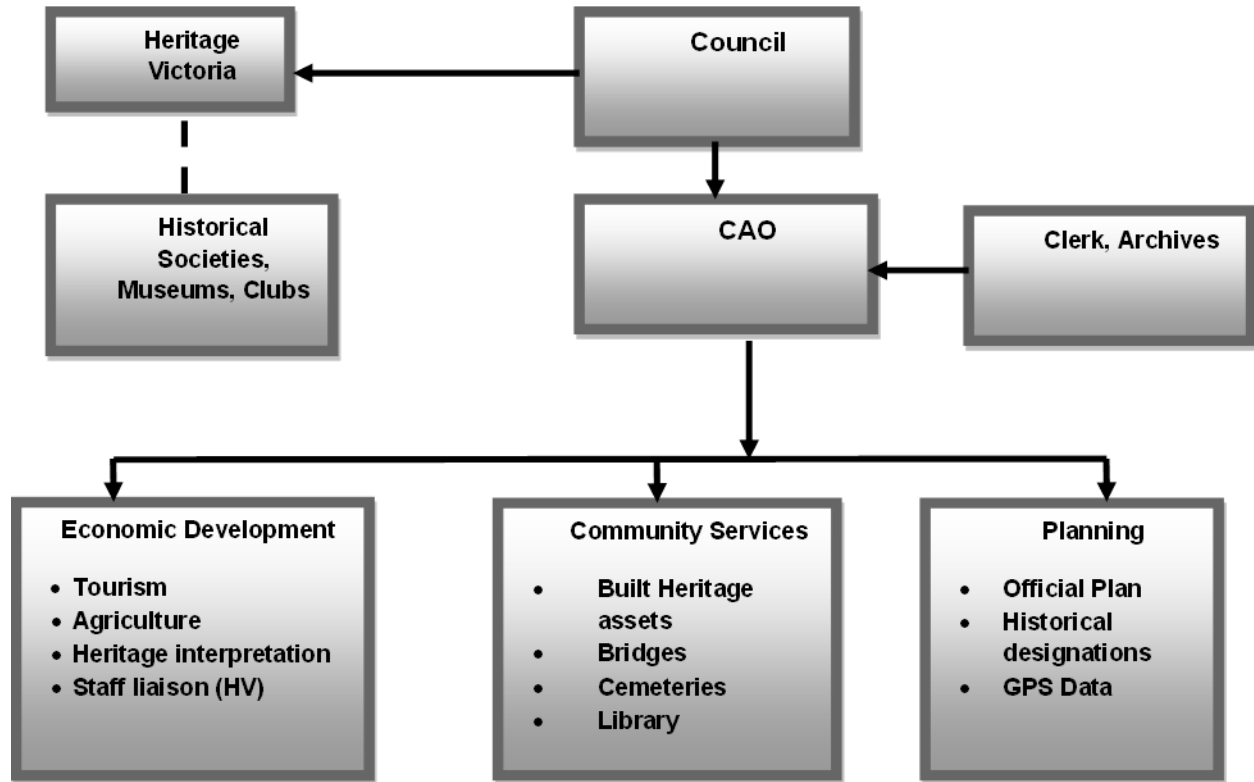 Heritage
Victoria
Council
Historical
Societies,
Museums, Clubs
CAO
Clerk, Archives
Economic Development
• Tourism
• Agriculture
• Heritage interpretation
• Staff liaison (HV)
Community Services
• Built Heritage
assets
• Bridges
• Cemeteries
• Library
Planning
• Official Plan
• Historical
designations
• GPS Data